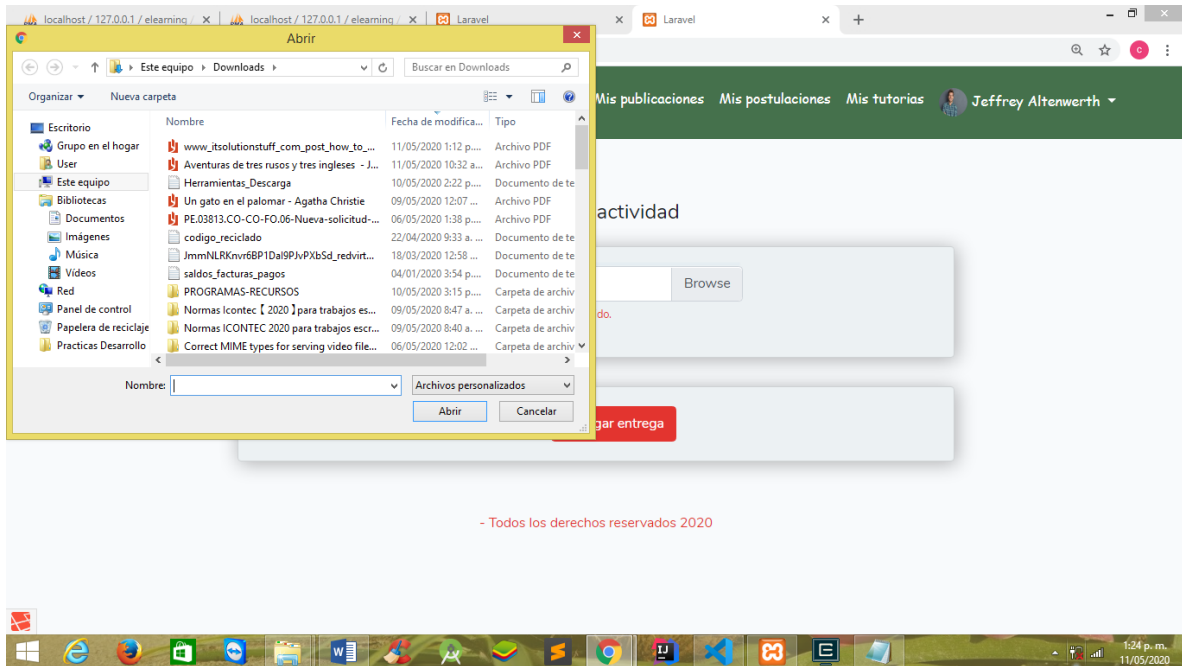 localhost / 127.0.0.1 / elearning /
localhost / 127.0.0.1 / elearning /
Laravel
Laravel
Abrir
Este equipo
Downloads
Buscar en Downloads
C
Organizar
Nueva carpeta
Mis publicaciones Mis postulaciones Mis tutorias Jeffrey Altenwerth
Nombre Fecha de modifica... Tipo
Escritorio
Grupo en el hogar
User
Este equipo
Bibliotecas
Documentos
Imágenes
Música
Vídeos
Red
Panel de control
Papelera de reciclaje
Practicas Desarrollo
www_itsolutionstuff_com_post_how_to_... 11/05/2020 1:12 p.... Archivo PDF
Aventuras de tres rusos y tres ingleses - J... 11/05/2020 10:32 a... Archivo PDF
Herramientas_Descarga 10/05/2020 2:22 p.... Documento de te
Un gato en el palomar - Agatha Christie 09/05/2020 12:07 ... Archivo PDF
PE.03813.CO-CO-FO.06-Nueva-solicitud-... 06/05/2020 1:38 p.... Archivo PDF
codigo_reciclado 22/04/2020 9:33 a. ... Documento de te
18/03/2020 12:58 ... Documento de te
saldos_facturas_pagos 04/01/2020 3:54 p.... Documento de te
PROGRAMAS-RECURSOS 10/05/2020 3:15 p.... Carpeta de archiv
Normas Icontec【 2020 】para trabajos es... 09/05/2020 8:47 a. ... Carpeta de archiv
Normas ICONTEC 2020 para trabajos escr... 09/05/2020 8:40 a. ... Carpeta de archiv
Correct MIME types for serving video file... 06/05/2020 12:02 ... Carpeta de archiv
Nombre: Archivos personalizados
Abrir Cancelar
actividad
Browse
do.
gar entrega
- Todos los derechos reservados 2020
1:24 p. m.
11/05/2020